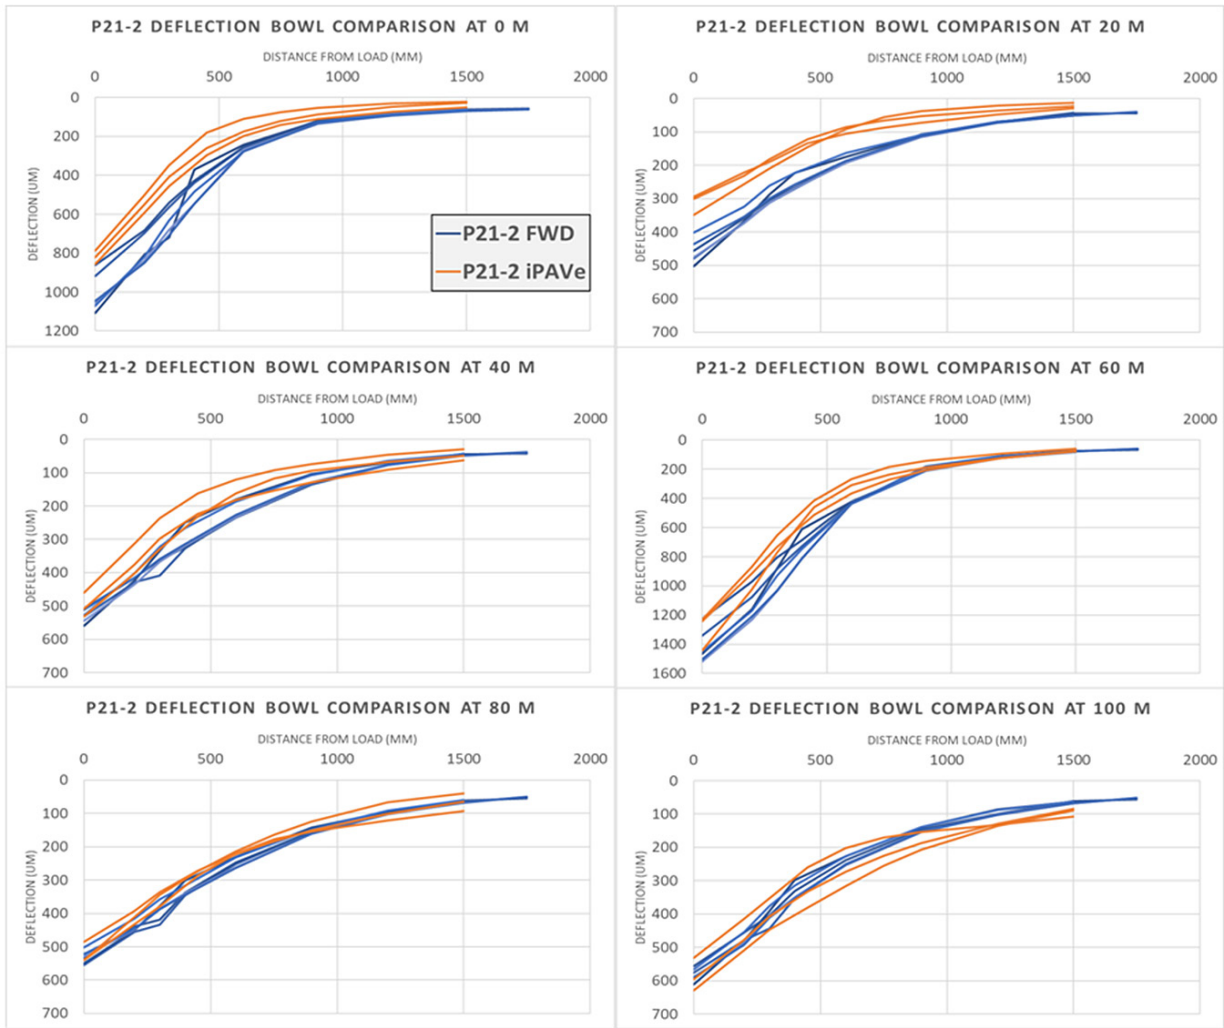 P21-2 DEFLECTION BOWL COMPARISON AT 0 M
DISTANCE FROM LOAD (MM)
0 500 1000 1500 2000
DEFLECTION (UM)
0
200
400
600
800
1000
1200
P21-2 FWD
P21-2 iPAVe
P21-2 DEFLECTION BOWL COMPARISON AT 20 M
DISTANCE FROM LOAD (MM)
0 500 1000 1500 2000
DEFLECTION (UM)
0
100
200
300
400
500
600
700
P21-2 DEFLECTION BOWL COMPARISON AT 40 M
DISTANCE FROM LOAD (MM)
0 500 1000 1500 2000
DEFLECTION (UM)
0
100
200
300
400
500
600
700
P21-2 DEFLECTION BOWL COMPARISON AT 60 M
DISTANCE FROM LOAD (MM)
0 500 1000 1500 2000
DEFLECTION (UM)
0
200
400
600
800
1000
1200
1400
1600
P21-2 DEFLECTION BOWL COMPARISON AT 80 M
DISTANCE FROM LOAD (MM)
0 500 1000 1500 2000
DEFLECTION (UM)
0
100
200
300
400
500
600
700
P21-2 DEFLECTION BOWL COMPARISON AT 100 M
DISTANCE FROM LOAD (MM)
0 500 1000 1500 2000
DEFLECTION (UM)
0
100
200
300
400
500
600
700